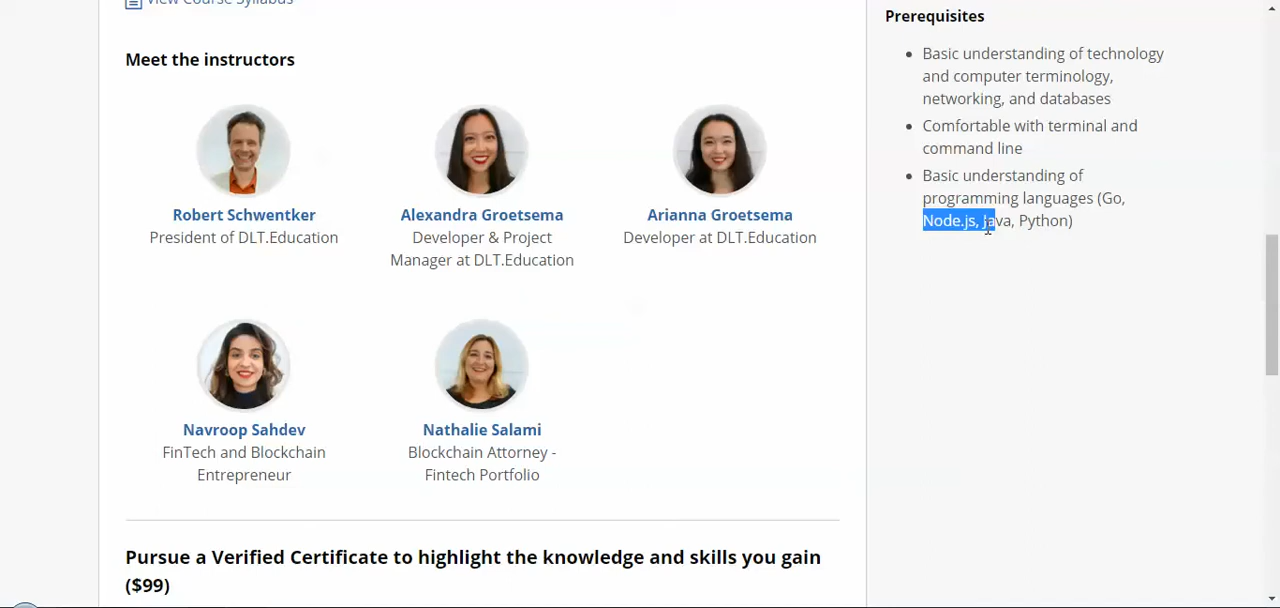 View Course Syllabus
Meet the instructors
Robert Schwentker
President of DLT.Education
Alexandra Groetsema
Developer & Project
Manager at DLT.Education
Arianna Groetsema
Developer at DLT.Education
Navroop Sahdev
FinTech and Blockchain
Entrepreneur
Nathalie Salami
Blockchain Attorney -
Fintech Portfolio
Pursue a Verified Certificate to highlight the knowledge and skills you gain
($99)
Prerequisites
Basic understanding of technology
and computer terminology,
networking, and databases
Comfortable with terminal and
command line
Basic understanding of
programming languages (Go,
Node.js, Java, Python)